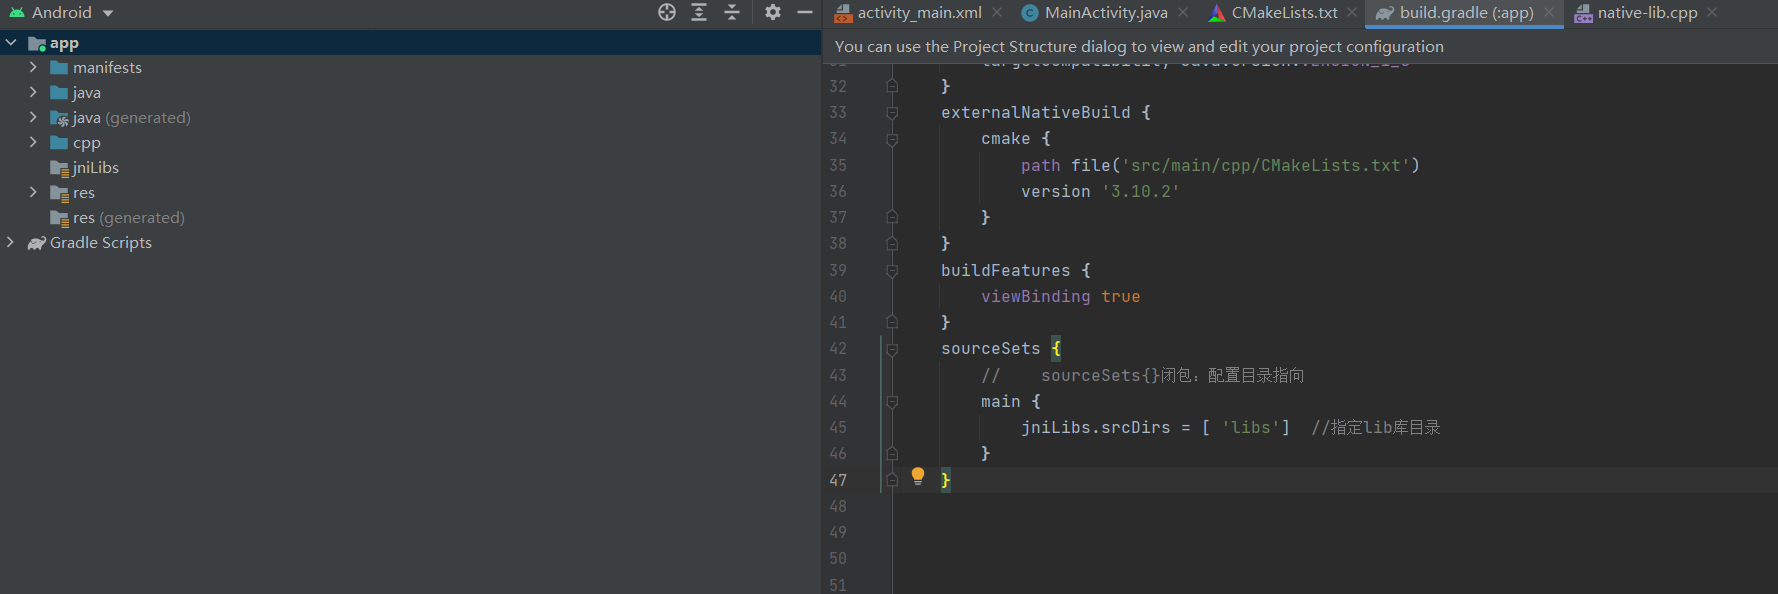 Android
activity_main.xml
MainActivity.java
CMakeLists.txt
build.gradle (:app)
native-lib.cpp
app
manifests
java
java (generated)
cpp
jniLibs
res
res (generated)
Gradle Scripts
You can use the Project Structure dialog to view and edit your project configuration
32 }
33 externalNativeBuild {
34 cmake {
35 path file('src/main/cpp/CMakeLists.txt')
36 version '3.10.2'
37 }
38 }
39 buildFeatures {
40 viewBinding true
41 }
42 sourceSets {
43 // sourceSets{}闭包：配置目录指向
44 main {
45 jniLibs.srcDirs = [ 'libs'] //指定lib库目录
46 }
47 }
48
49
50
51